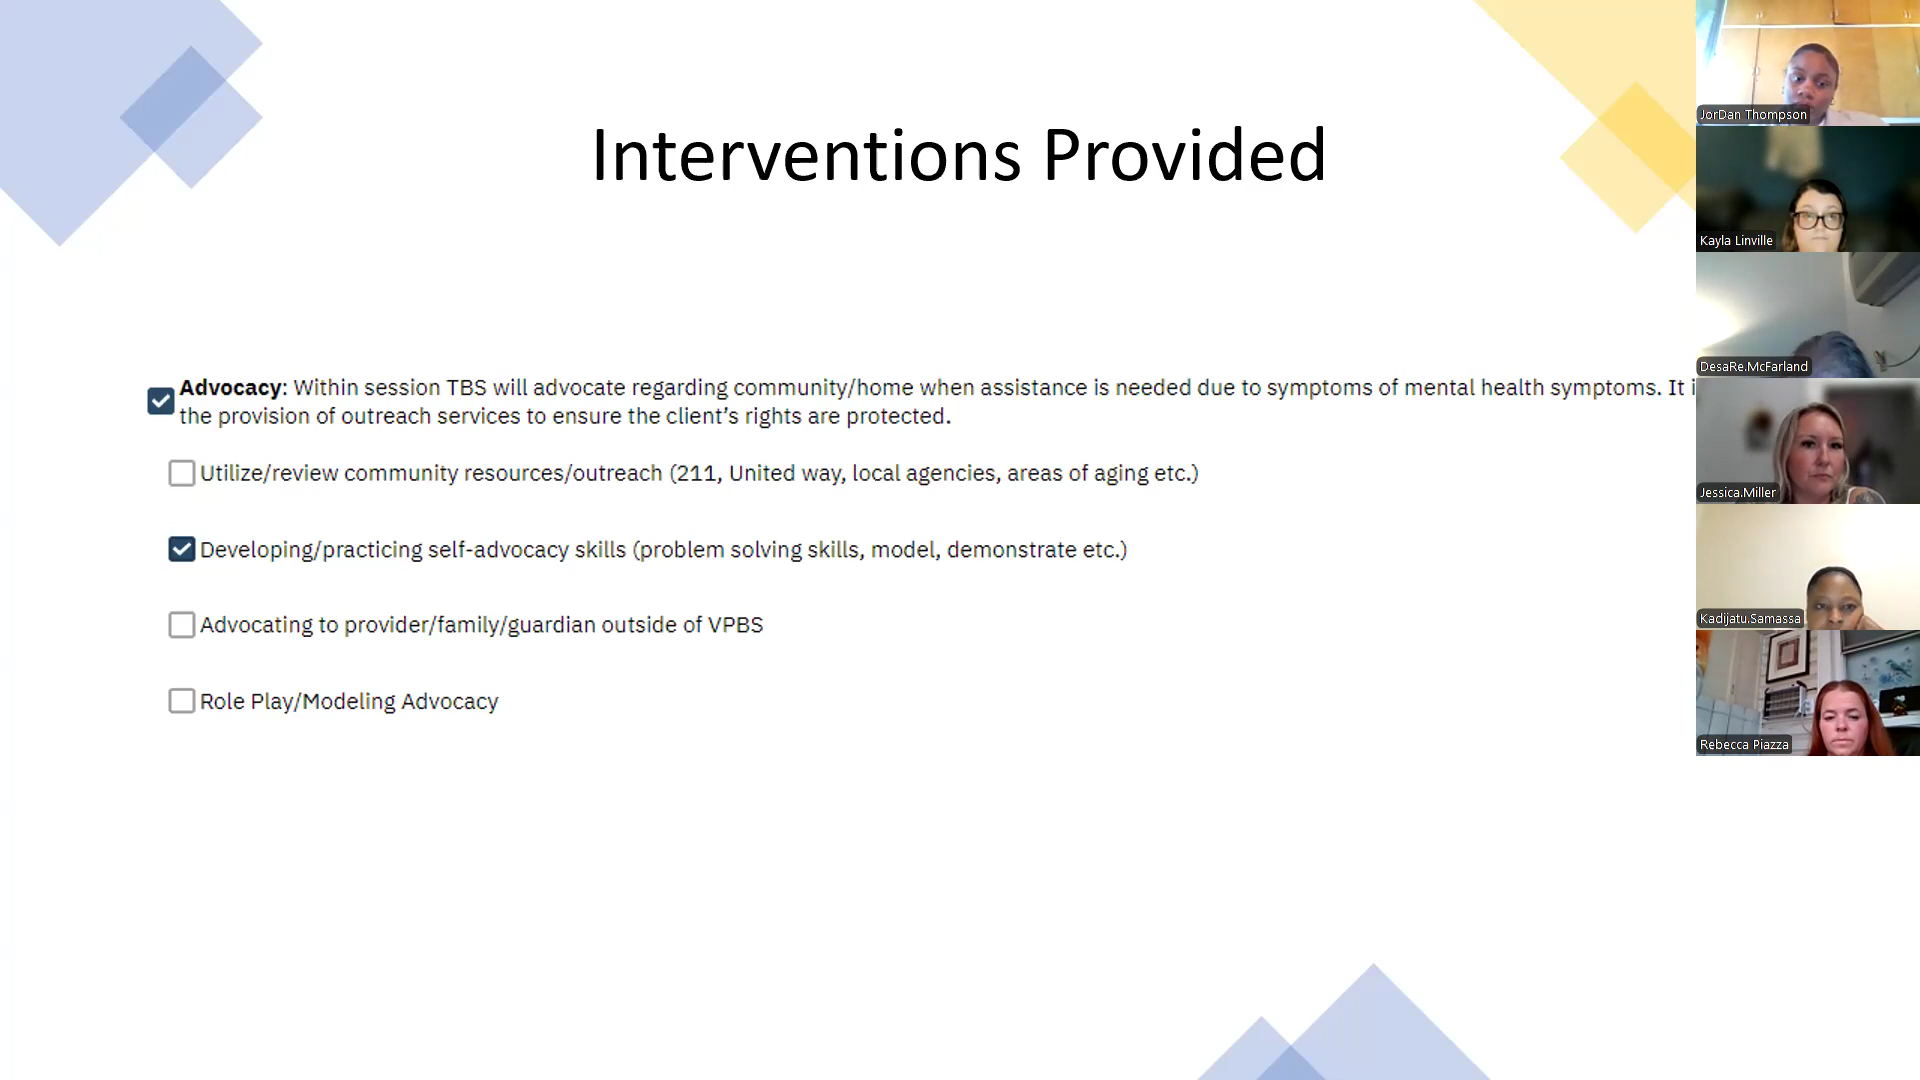 Interventions Provided
Advocacy: Within session TBS will advocate regarding community/home when assistance is needed due to symptoms of mental health symptoms. It i
the provision of outreach services to ensure the client’s rights are protected.
Utilize/review community resources/outreach (211, United way, local agencies, areas of aging etc.)
Developing/practicing self-advocacy skills (problem solving skills, model, demonstrate etc.)
Advocating to provider/family/guardian outside of VPBS
Role Play/Modeling Advocacy
JorDan Thompson
Kayla Linville
DesaRe.McFarland
Jessica.Miller
Kadijatu.Samassa
Rebecca Piazza